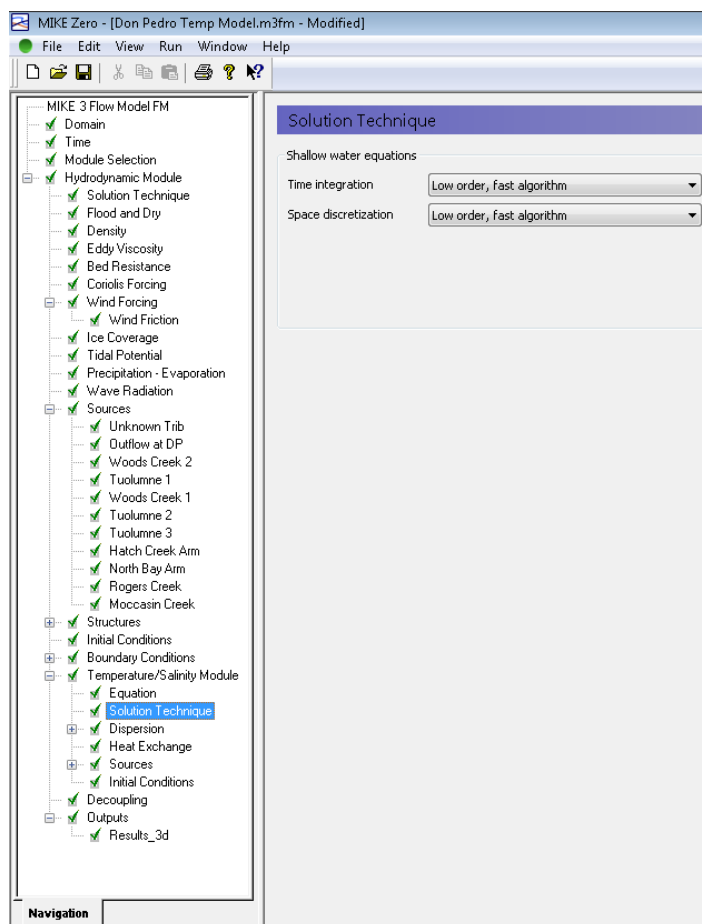 MIKE Zero - [Don Pedro Temp Model.m3fm - Modified]
File Edit View Run Window Help
MIKE 3 Flow Model FM
Domain
Time
Module Selection
Hydrodynamic Module
Solution Technique
Flood and Dry
Density
Eddy Viscosity
Bed Resistance
Coriolis Forcing
Wind Forcing
Wind Friction
Ice Coverage
Tidal Potential
Precipitation - Evaporation
Wave Radiation
Sources
Unknown Trib
Outflow at DP
Woods Creek 2
Tuolumne 1
Woods Creek 1
Tuolumne 2
Tuolumne 3
Hatch Creek Arm
North Bay Arm
Rogers Creek
Moccasin Creek
Structures
Initial Conditions
Boundary Conditions
Temperature/Salinity Module
Equation
Solution Technique
Dispersion
Heat Exchange
Sources
Initial Conditions
Decoupling
Outputs
Results_3d
Navigation
Solution Technique
Shallow water equations
Time integration Low order, fast algorithm
Space discretization Low order, fast algorithm